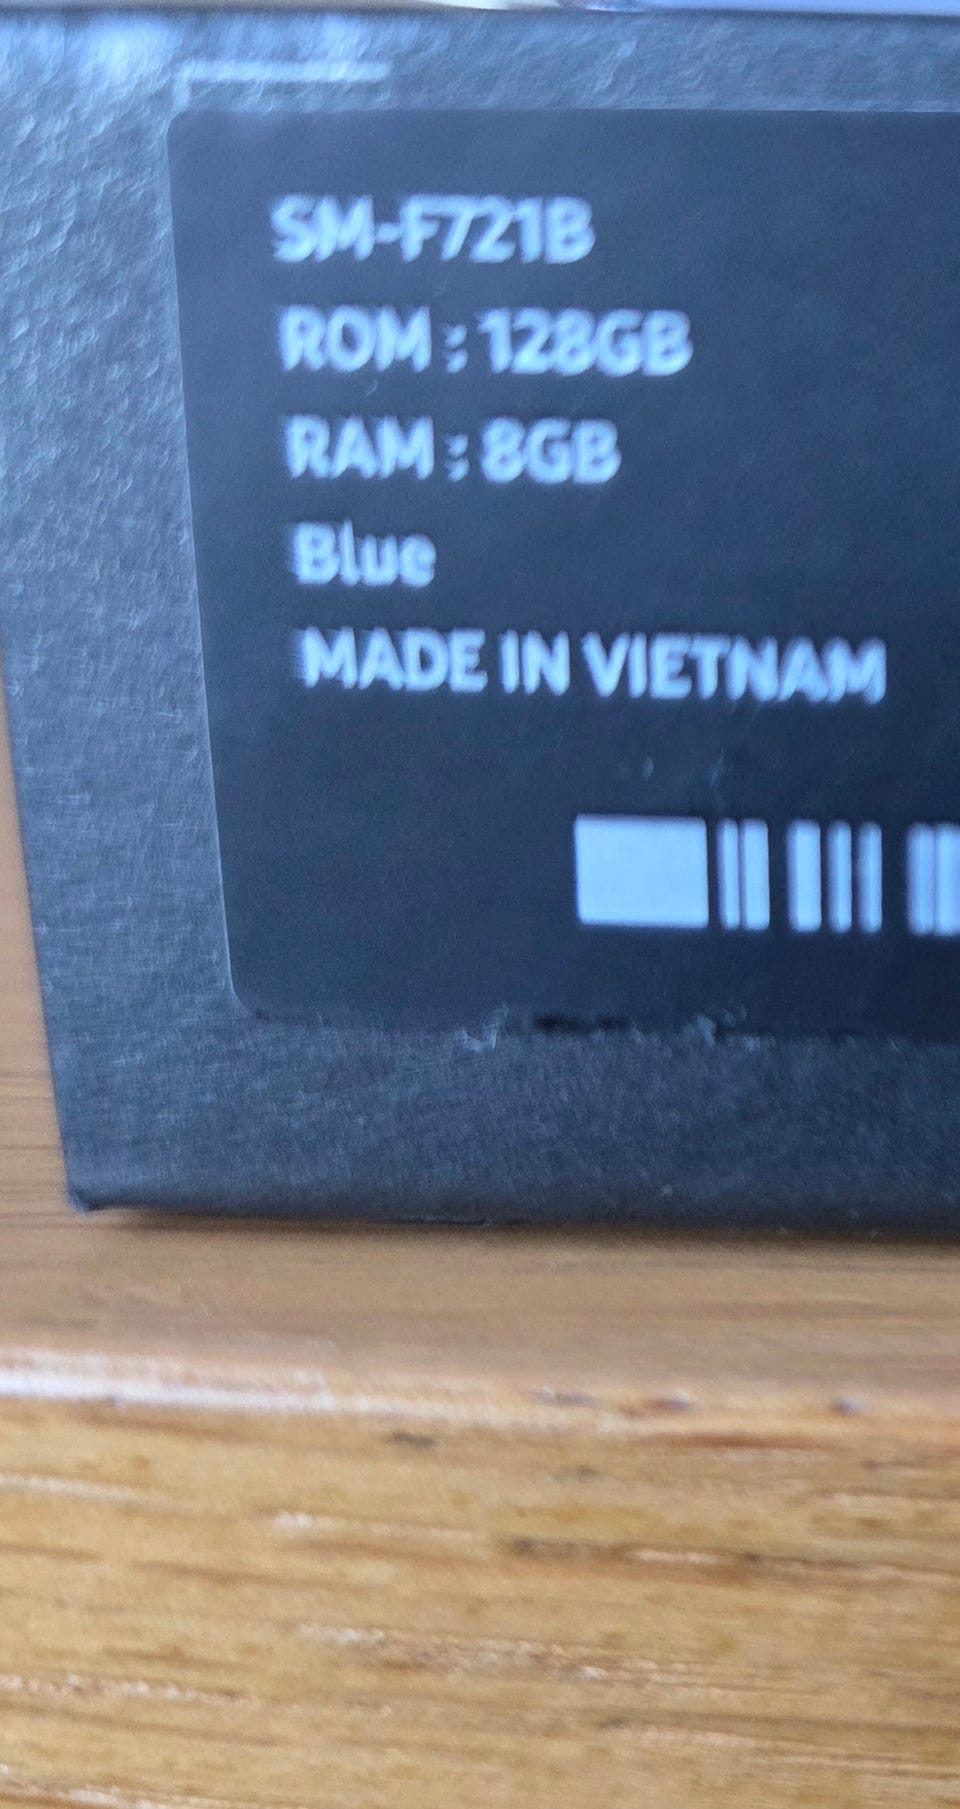 SM-F721B
ROM : 128GB
RAM : 8GB
Blue
MADE IN VIETNAM